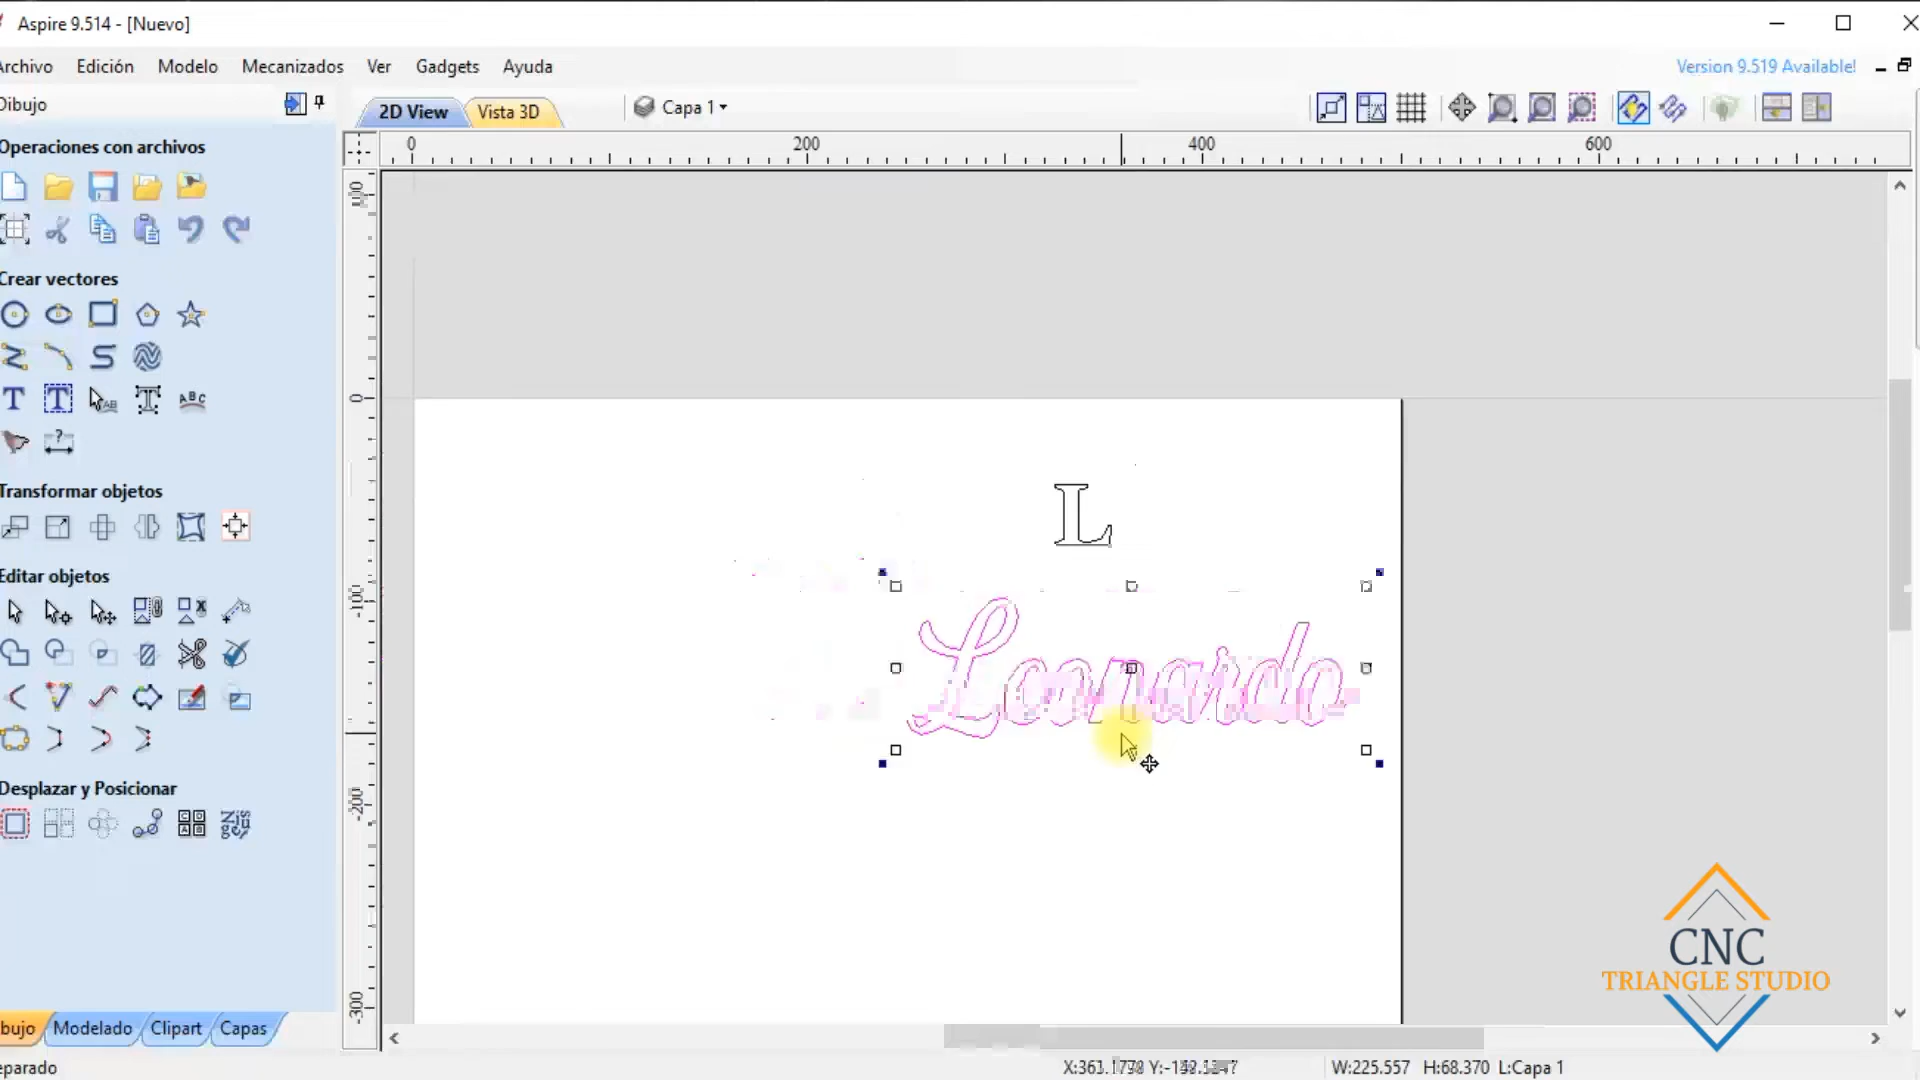 Aspire 9.514 - [Nuevo]
Archivo Edición Modelo Mecanizados Ver Gadgets Ayuda
Version 9.519 Available!
Dibujo
2D View Vista 3D Capa 1
Operaciones con archivos
Crear vectores
Transformar objetos
Editar objetos
Desplazar y Posicionar
0 200 400 600
100
0
-100
-200
-300
L
Leonardo
CNC
TRIANGLE STUDIO
bujo Modelado Clipart Capas
eparado
W:225.557 H:68.370 L:Capa 1